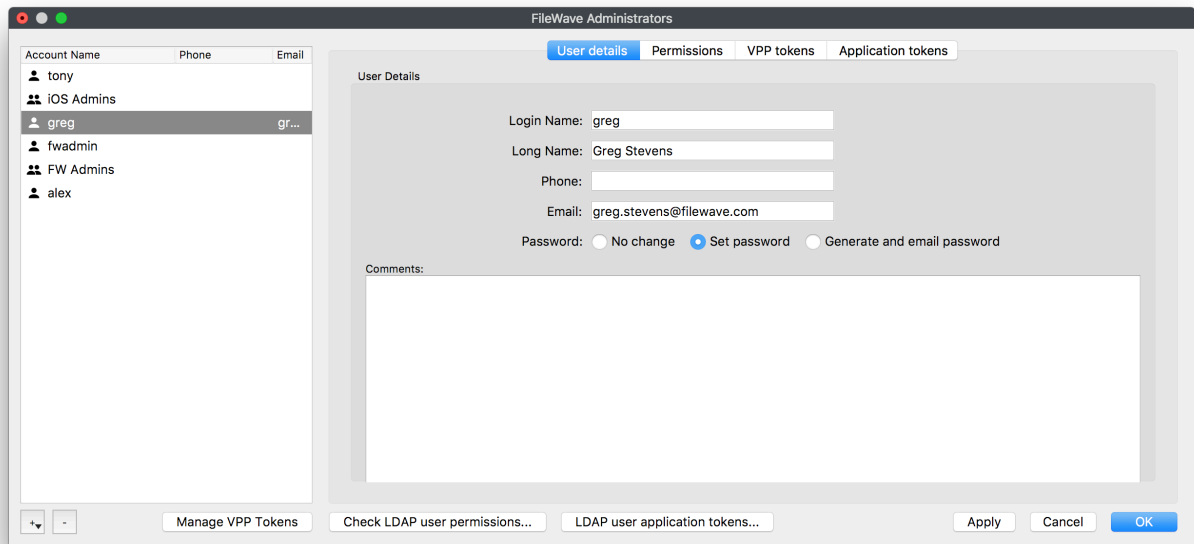 FileWave Administrators
Account Name Phone Email
tony
iOS Admins
greg gr...
fwadmin
FW Admins
alex
User details Permissions VPP tokens Application tokens
User Details
Login Name: greg
Long Name: Greg Stevens
Phone:
Email: greg.stevens@filewave.com
Password: No change Set password Generate and email password
Comments:
+ - Manage VPP Tokens Check LDAP user permissions... LDAP user application tokens... Apply Cancel OK